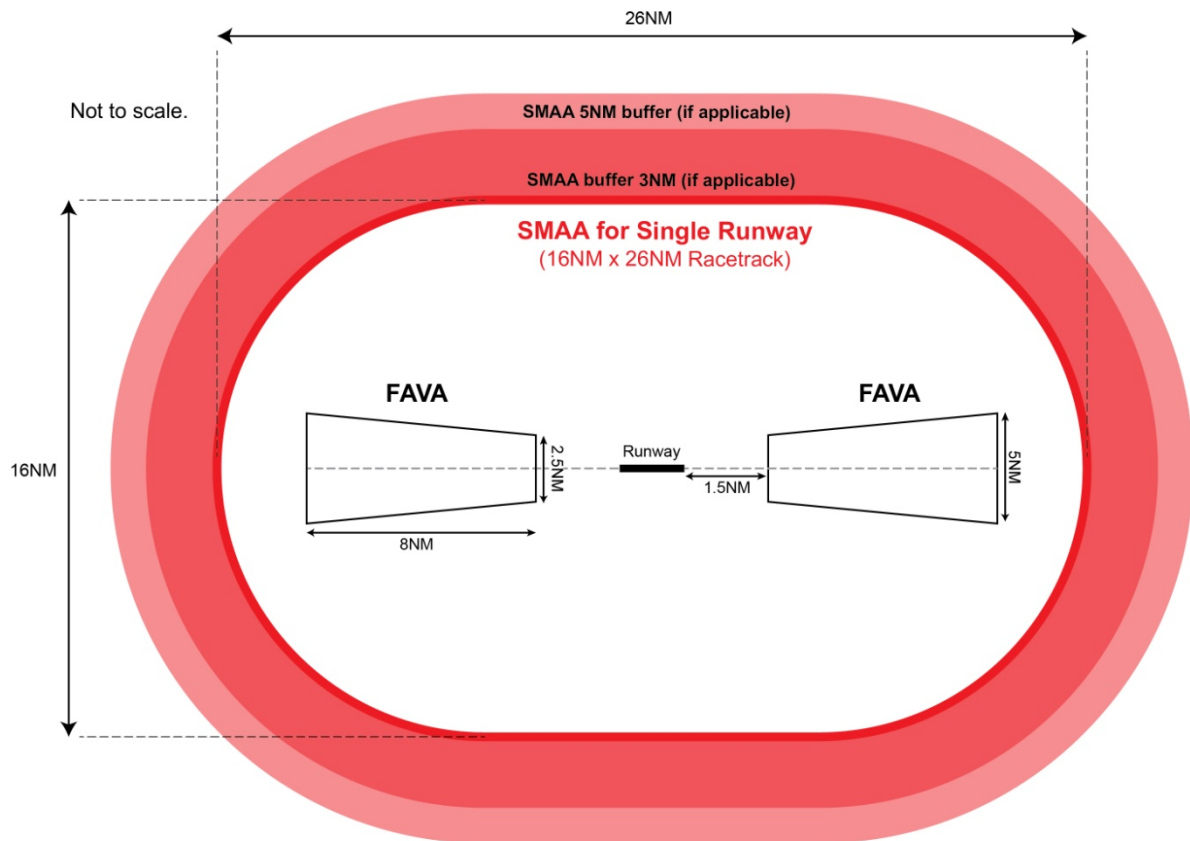 26NM
Not to scale.
SMAA 5NM buffer (if applicable)
SMAA buffer 3NM (if applicable)
SMAA for Single Runway
(16NM x 26NM Racetrack)
FAVA
FAVA
16NM
2.5NM
Runway
1.5NM
5NM
8NM